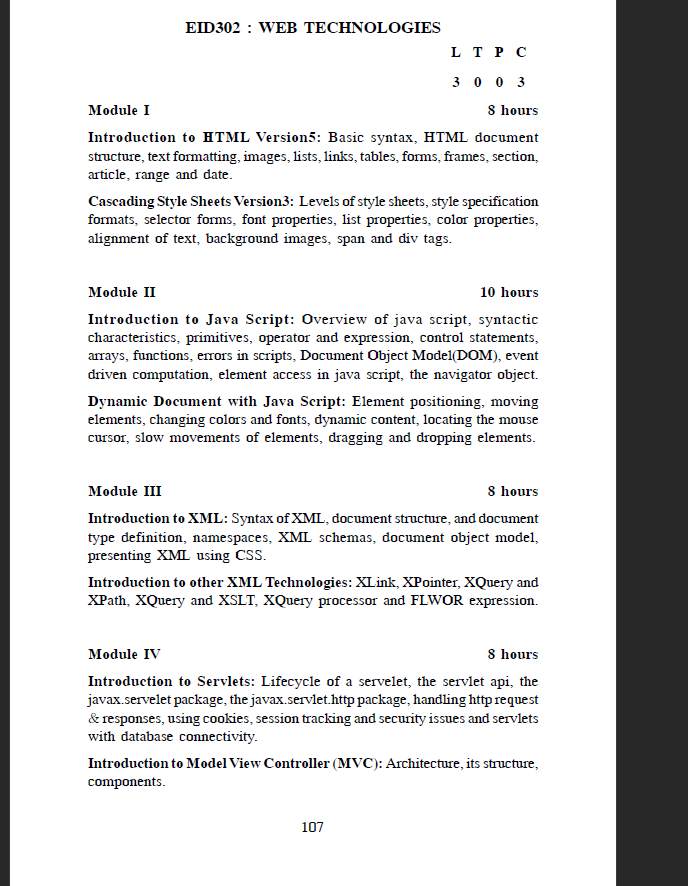 EID302 : WEB TECHNOLOGIES
L T P C
3 0 0 3
Module I 8 hours
Introduction to HTML Version5: Basic syntax, HTML document
structure, text formatting, images, lists, links, tables, forms, frames, section,
article, range and date.
Cascading Style Sheets Version3: Levels of style sheets, style specification
formats, selector forms, font properties, list properties, color properties,
alignment of text, background images, span and div tags.
Module II 10 hours
Introduction to Java Script: Overview of java script, syntactic
characteristics, primitives, operator and expression, control statements,
arrays, functions, errors in scripts, Document Object Model(DOM), event
driven computation, element access in java script, the navigator object.
Dynamic Document with Java Script: Element positioning, moving
elements, changing colors and fonts, dynamic content, locating the mouse
cursor, slow movements of elements, dragging and dropping elements.
Module III 8 hours
Introduction to XML: Syntax of XML, document structure, and document
type definition, namespaces, XML schemas, document object model,
presenting XML using CSS.
Introduction to other XML Technologies: XLink, XPointer, XQuery and
XPath, XQuery and XSLT, XQuery processor and FLWOR expression.
Module IV 8 hours
Introduction to Servlets: Lifecycle of a servelet, the servlet api, the
javax.servelet package, the javax.servlet.http package, handling http request
& responses, using cookies, session tracking and security issues and servlets
with database connectivity.
Introduction to Model View Controller (MVC): Architecture, its structure,
components.
107